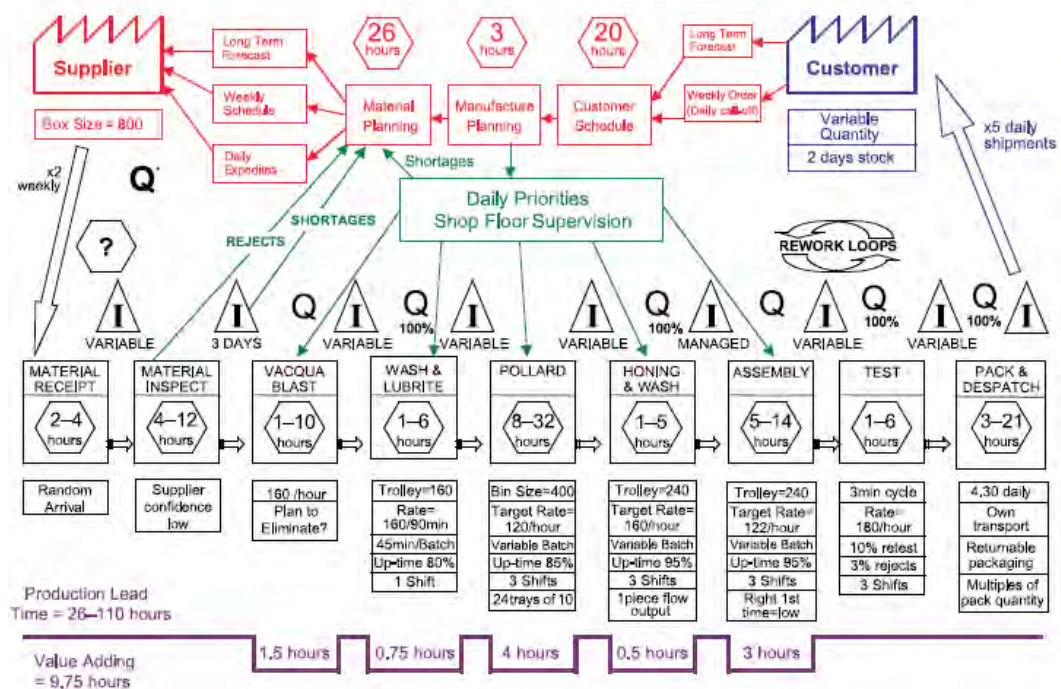 26
hours
3
hours
20
hours
Supplier
Long Term
Forecast
Weekly
Schedule
Daily
Expedies
Box Size = 800
Material
Planning
Manufacture
Planning
Customer
Schodule
Long Term
Forecast
Weekly Order
(Daily call-off)
Customer
Variable
Quantity
2 days stock
x5 daily
shipments
x2
weekly
Q
?
Shortages
SHORTAGES
REJECTS
Daily Priorities
Shop Floor Supervision
REWORK LOOPS
I
VARIABLE
I
3 DAYS
Q
I
VARIABLE
Q
100%
I
VARIABLE
I
VARIABLE
Q
100%
I
MANAGED
Q
I
VARIABLE
Q
100%
I
VARIABLE
Q
100%
I
MATERIAL
RECEIPT
2–4
hours
Random
Arrival
MATERIAL
INSPECT
4–12
hours
Supplier
confidence
low
VACQUA
BLAST
1–10
hours
160 /hour
Plan to
Eliminate?
WASH &
LUBRITE
1–6
hours
Trolley=160
Rate=
160/90min
45min/Batch
Up-time 80%
1 Shift
POLLARD
8–32
hours
Bin Size=400
Target Rate=
120/hour
Variable Batch
Up-time 85%
3 Shifts
24trays of 10
HONING
& WASH
1–5
hours
Trolley=240
Target Rate=
160/hour
Variable Batch
Up-time 95%
3 Shifts
1piece flow
output
ASSEMBLY
5–14
hours
Trolley=240
Target Rate=
122/hour
Variable Batch
Up-time 95%
3 Shifts
Right 1st
time=low
TEST
1–6
hours
3min cycle
Rate=
180/hour
10% retest
3% rejects
3 Shifts
PACK &
DESPATCH
3–21
hours
4,30 daily
Own
transport
Returnable
packaging
Multiples of
pack quantity
Production Lead
Time = 26–110 hours
Value Adding
= 9.75 hours
1.5 hours
0.75 hours
4 hours
0.5 hours
3 hours